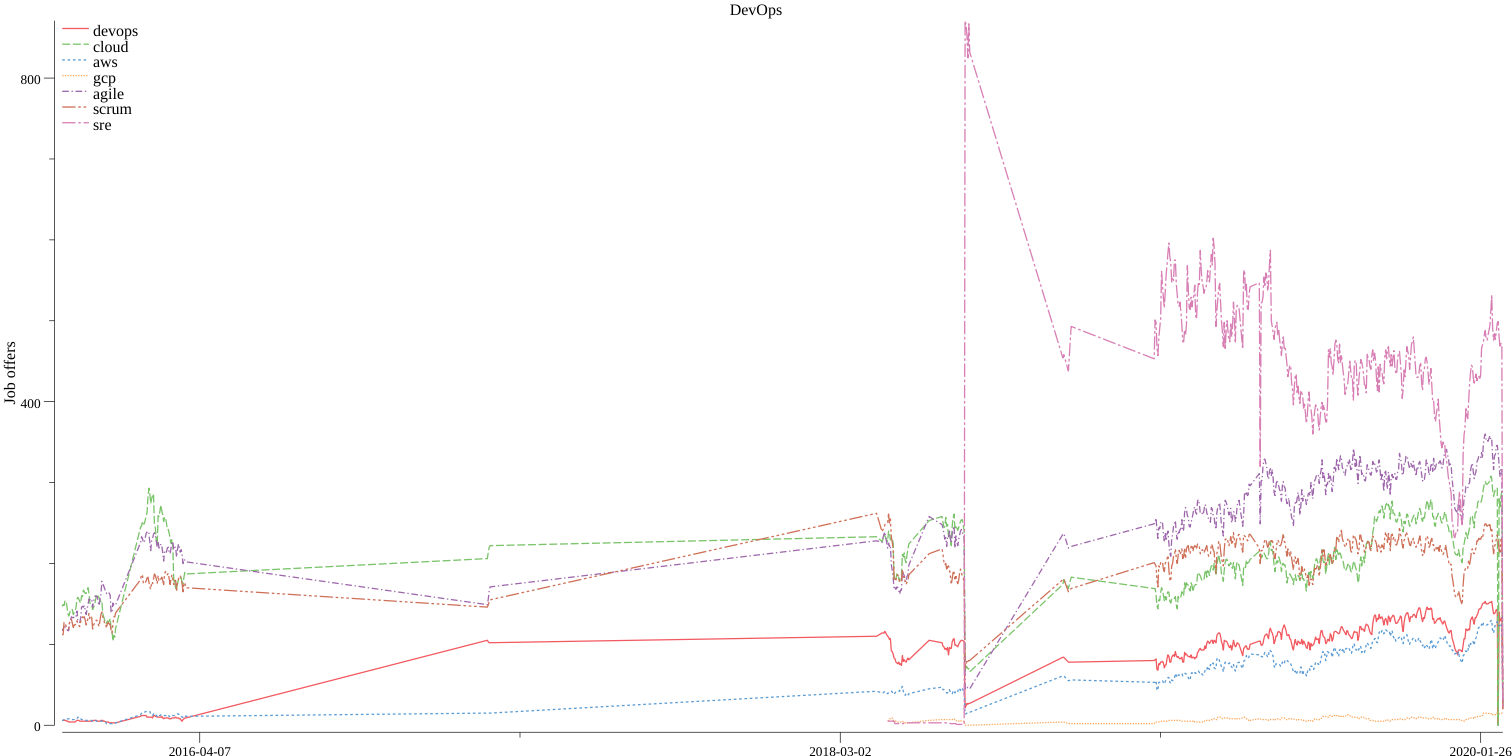 DevOps
devops
cloud
aws
gcp
agile
scrum
sre
800
400
0
Job offers
2016-04-07
2018-03-02
2020-01-26